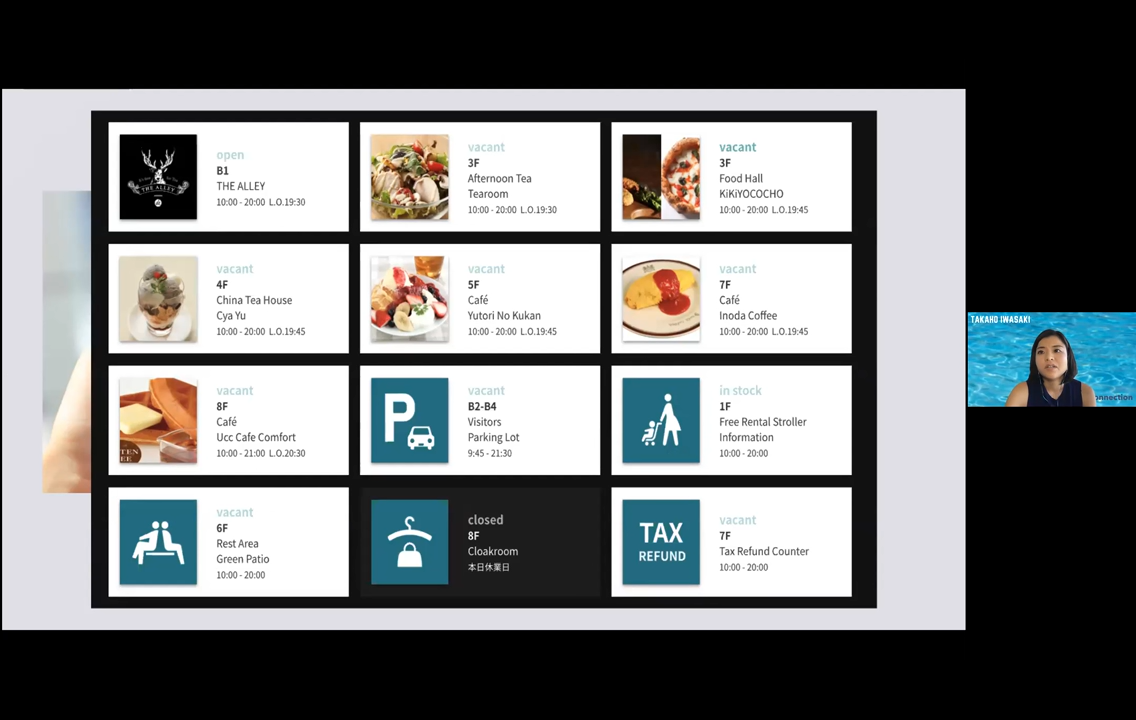 open
B1
THE ALLEY
10:00 - 20:00 L.O.19:30
THE ALLEY
vacant
3F
Afternoon Tea
Tearoom
10:00 - 20:00 L.O.19:30
vacant
3F
Food Hall
KiKiYOCOCHO
10:00 - 20:00 L.O.19:45
vacant
4F
China Tea House
Cya Yu
10:00 - 20:00 L.O.19:45
vacant
5F
Café
Yutori No Kukan
10:00 - 20:00 L.O.19:45
vacant
7F
Café
Inoda Coffee
10:00 - 20:00 L.O.19:45
TAKAHO IWASAKI
onnection
vacant
8F
Café
Ucc Cafe Comfort
10:00 - 21:00 L.O.20:30
P
vacant
B2-B4
Visitors
Parking Lot
9:45 - 21:30
in stock
1F
Free Rental Stroller
Information
10:00 - 20:00
vacant
6F
Rest Area
Green Patio
10:00 - 20:00
closed
8F
Cloakroom
本日休業日
TAX
REFUND
vacant
7F
Tax Refund Counter
10:00 - 20:00